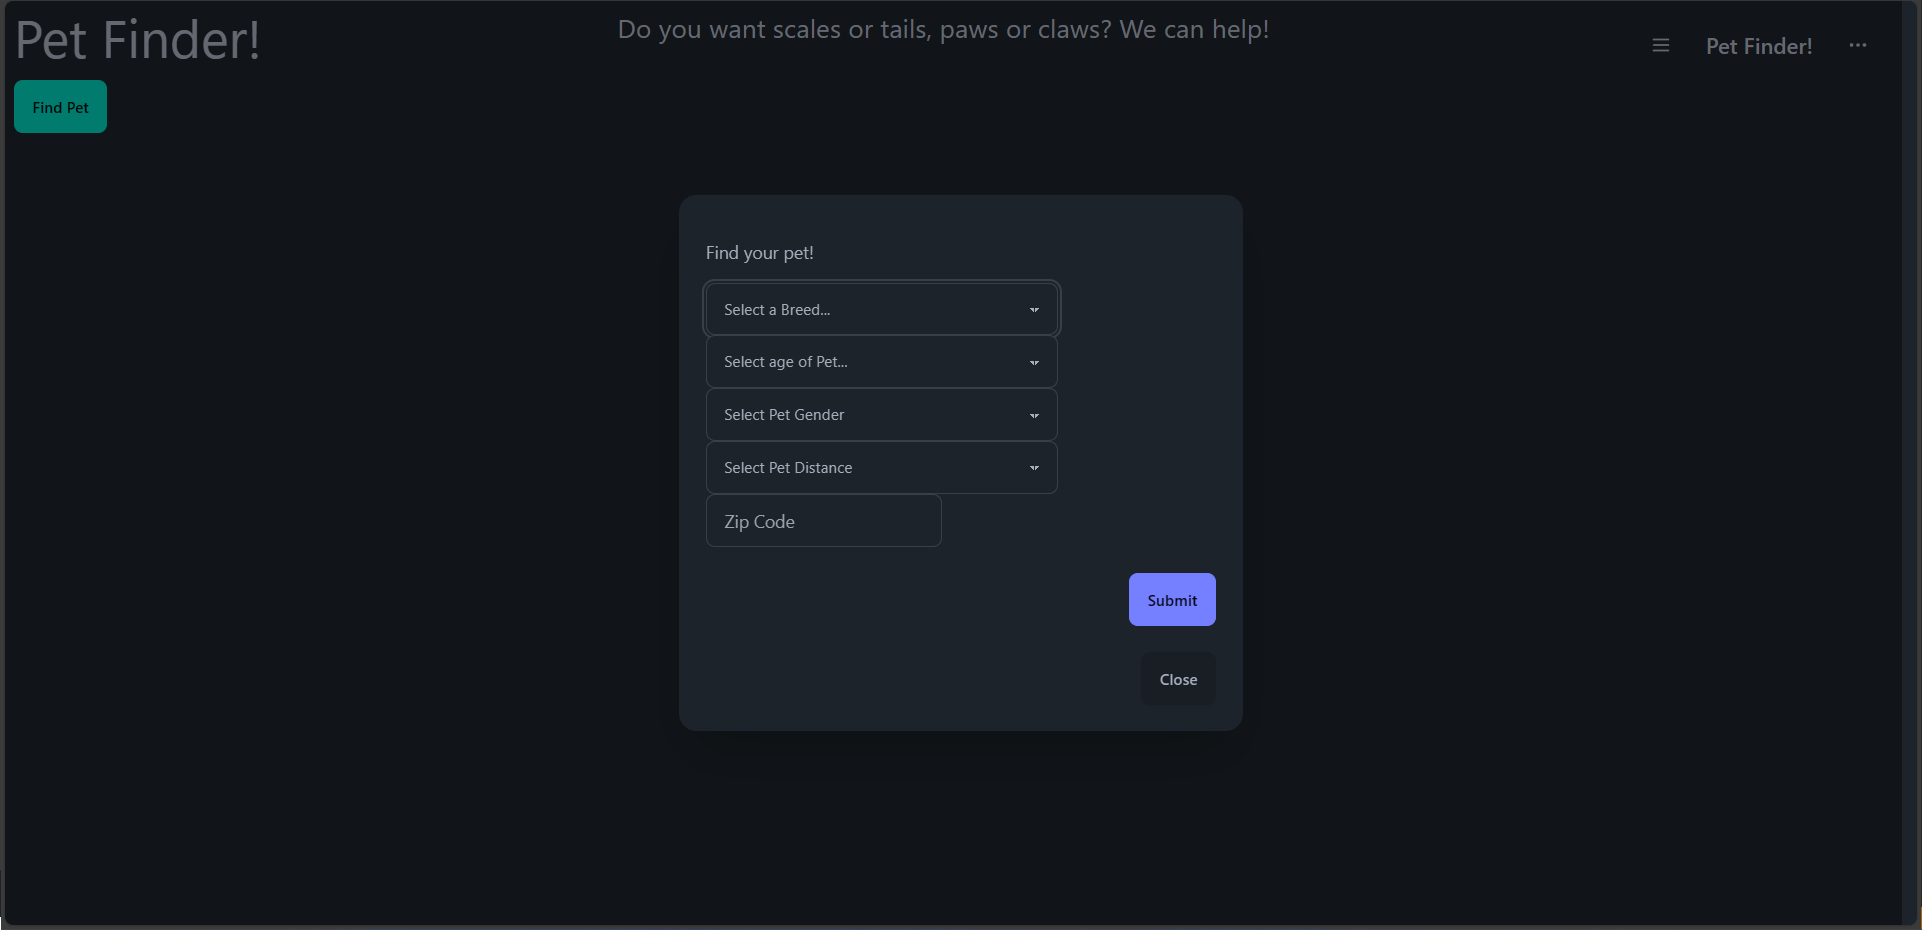 Pet Finder!
Do you want scales or tails, paws or claws? We can help!
Pet Finder!
Find Pet
Find your pet!
Select a Breed...
Select age of Pet...
Select Pet Gender
Select Pet Distance
Zip Code
Submit
Close